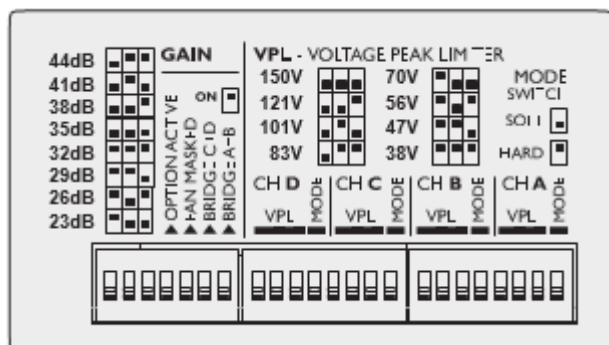 GAIN
44dB
41dB
38dB
35dB
32dB
29dB
26dB
23dB
ON
OPTION ACTIVE
FAN MASKED
BRIDGE C-D
BRIDGE A-B
VPL - VOLTAGE PEAK LIMITER
150V 70V
121V 56V
101V 47V
83V 38V
MODE
SWITCH
SOFT
HARD
CH D CH C CH B CH A
VPL MODE VPL MODE VPL MODE VPL MODE